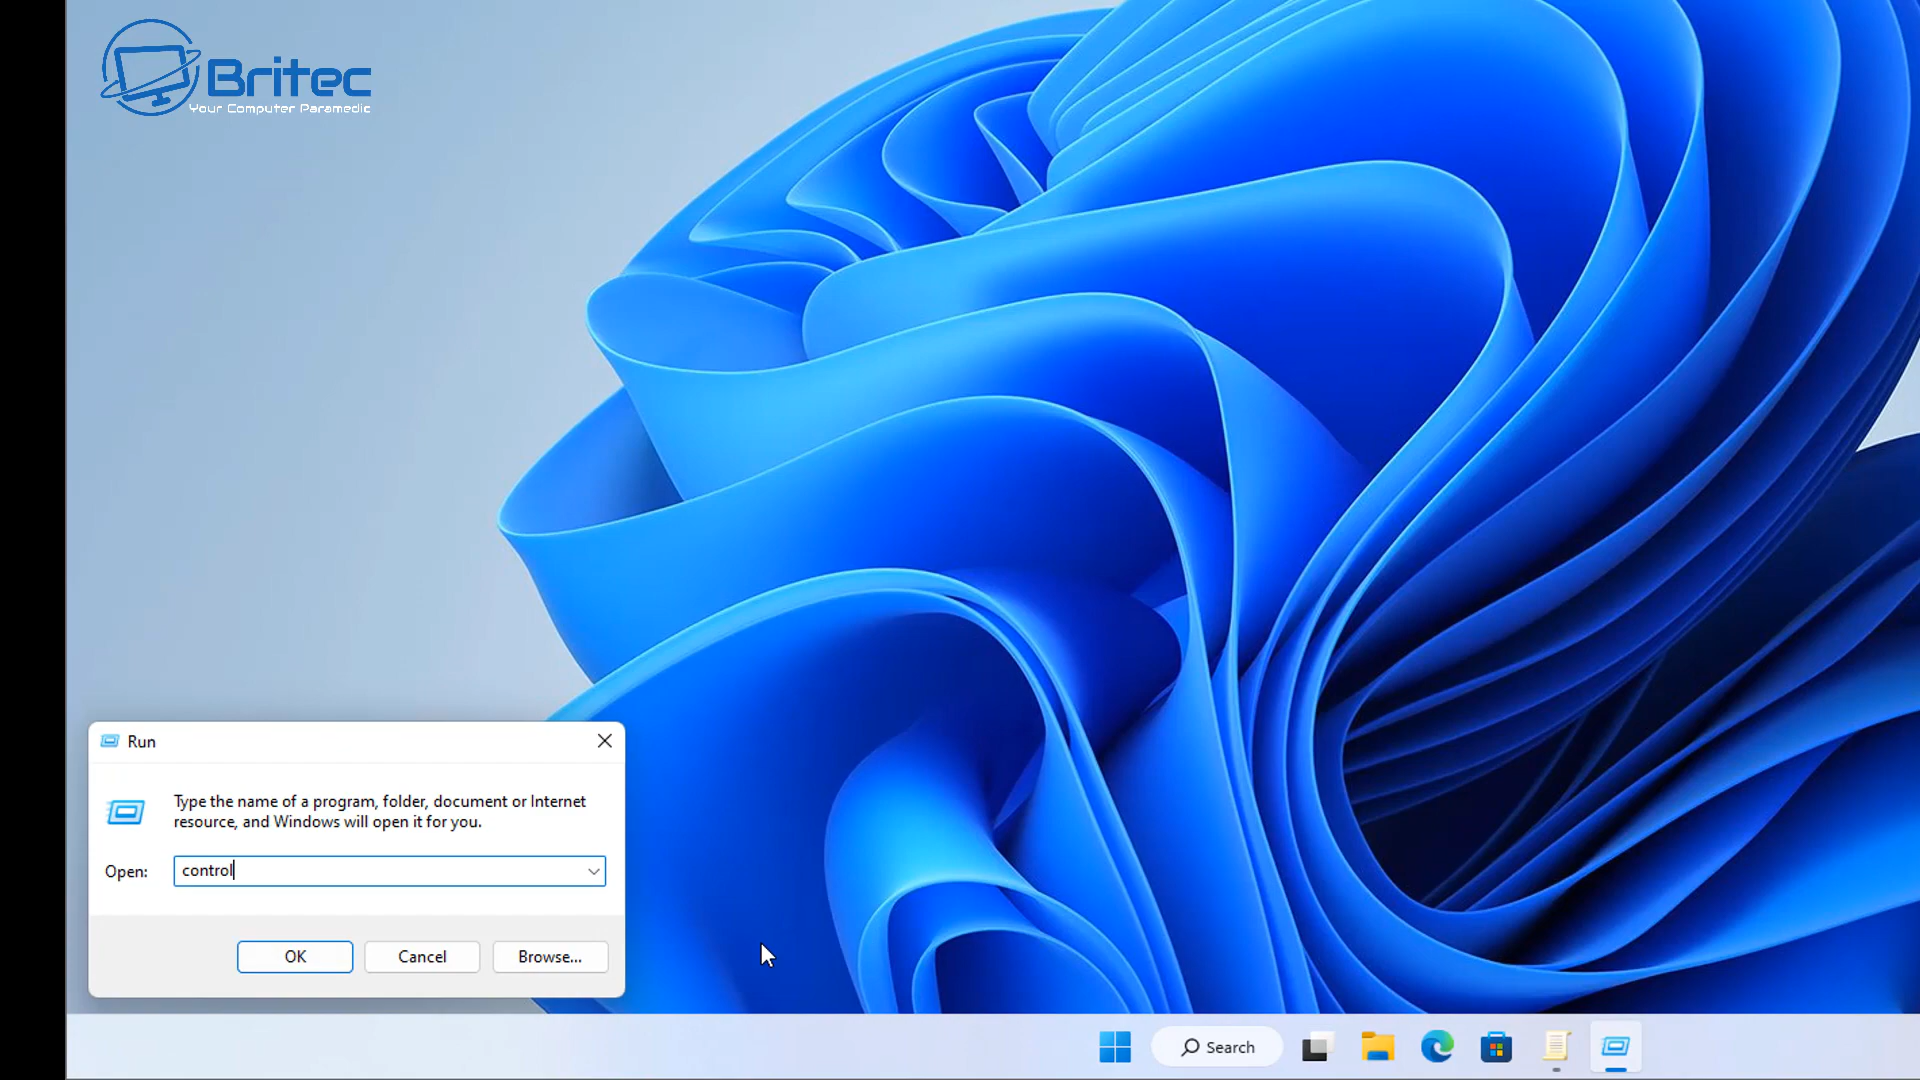 Britec
Your Computer Paramedic
Run
Type the name of a program, folder, document or Internet
resource, and Windows will open it for you.
Open:
control
OK
Cancel
Browse...
Search